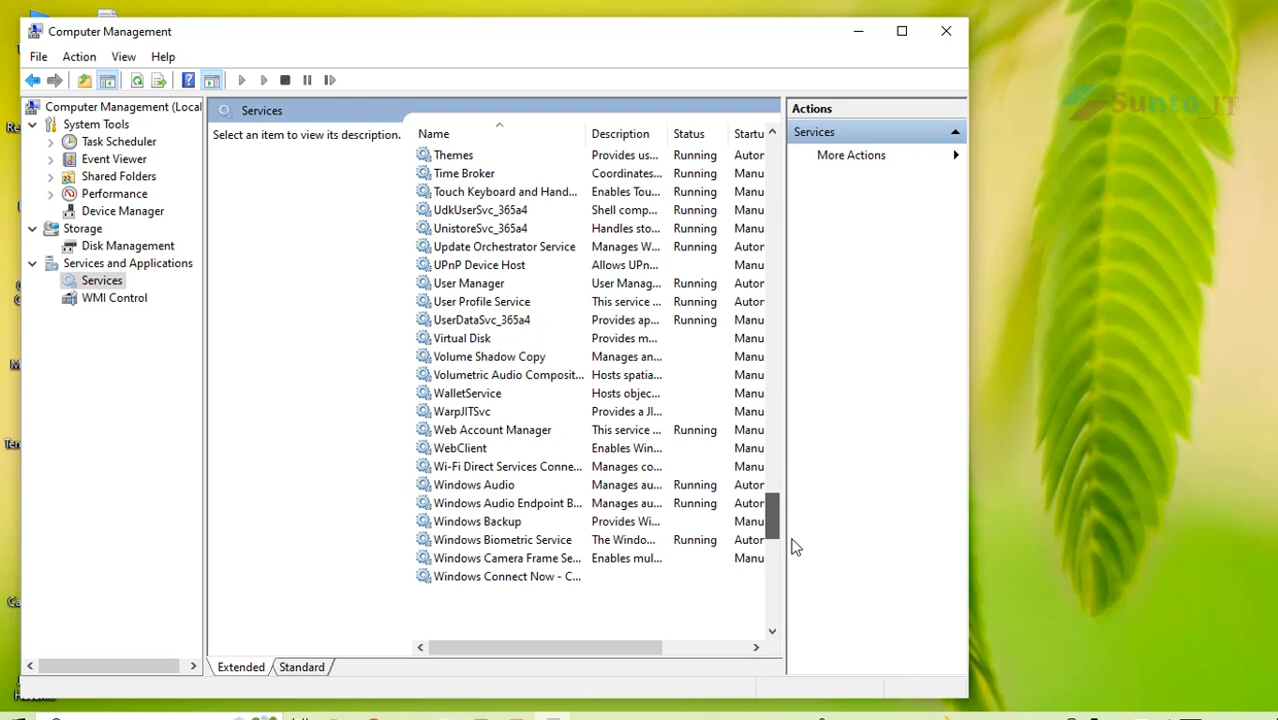 Computer Management
File Action View Help
Sunto_IT
Computer Management (Local
System Tools
Task Scheduler
Event Viewer
Shared Folders
Performance
Device Manager
Storage
Disk Management
Services and Applications
Services
WMI Control
Services
Select an item to view its description.
Name Description Status Startu
Themes Provides us... Running Autor
Time Broker Coordinates... Running Manu
Touch Keyboard and Hand... Enables Tou... Running Manu
UdkUserSvc_365a4 Shell comp... Running Manu
UnistoreSvc_365a4 Handles sto... Running Manu
Update Orchestrator Service Manages W... Running Autor
UPnP Device Host Allows UPn... Manu
User Manager User Manag... Running Autor
User Profile Service This service ... Running Autor
UserDataSvc_365a4 Provides ap... Running Manu
Virtual Disk Provides m... Manu
Volume Shadow Copy Manages an... Manu
Volumetric Audio Composit... Hosts spatia... Manu
WalletService Hosts objec... Manu
WarpJITSvc Provides a JI... Manu
Web Account Manager This service ... Running Manu
WebClient Enables Win... Manu
Wi-Fi Direct Services Conne... Manages co... Manu
Windows Audio Manages au... Running Autor
Windows Audio Endpoint B... Manages au... Running Autor
Windows Backup Provides Wi... Manu
Windows Biometric Service The Windo... Running Autor
Windows Camera Frame Se... Enables mul... Manu
Windows Connect Now - C...
Extended Standard
Actions
Services
More Actions